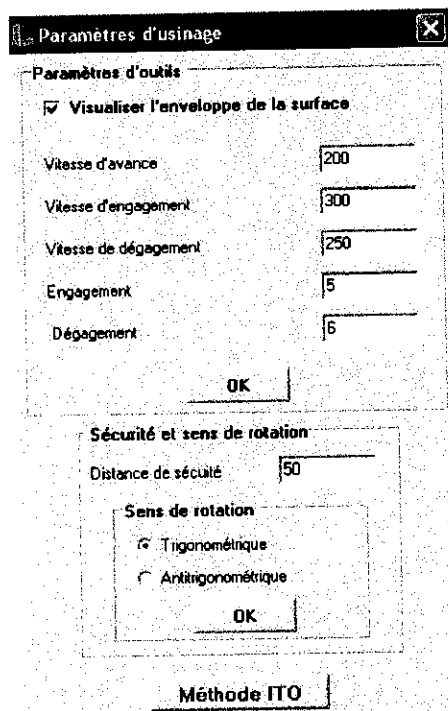 Paramètres d'usinage
Paramètres d'outils
Visualiser l'enveloppe de la surface
Vitesse d'avance 200
Vitesse d'engagement 300
Vitesse de dégagement 250
Engagement 5
Dégagement 6
OK
Sécurité et sens de rotation
Distance de sécuité 50
Sens de rotation
Trigonométrique
Antitrigonométrique
OK
Méthode ITO